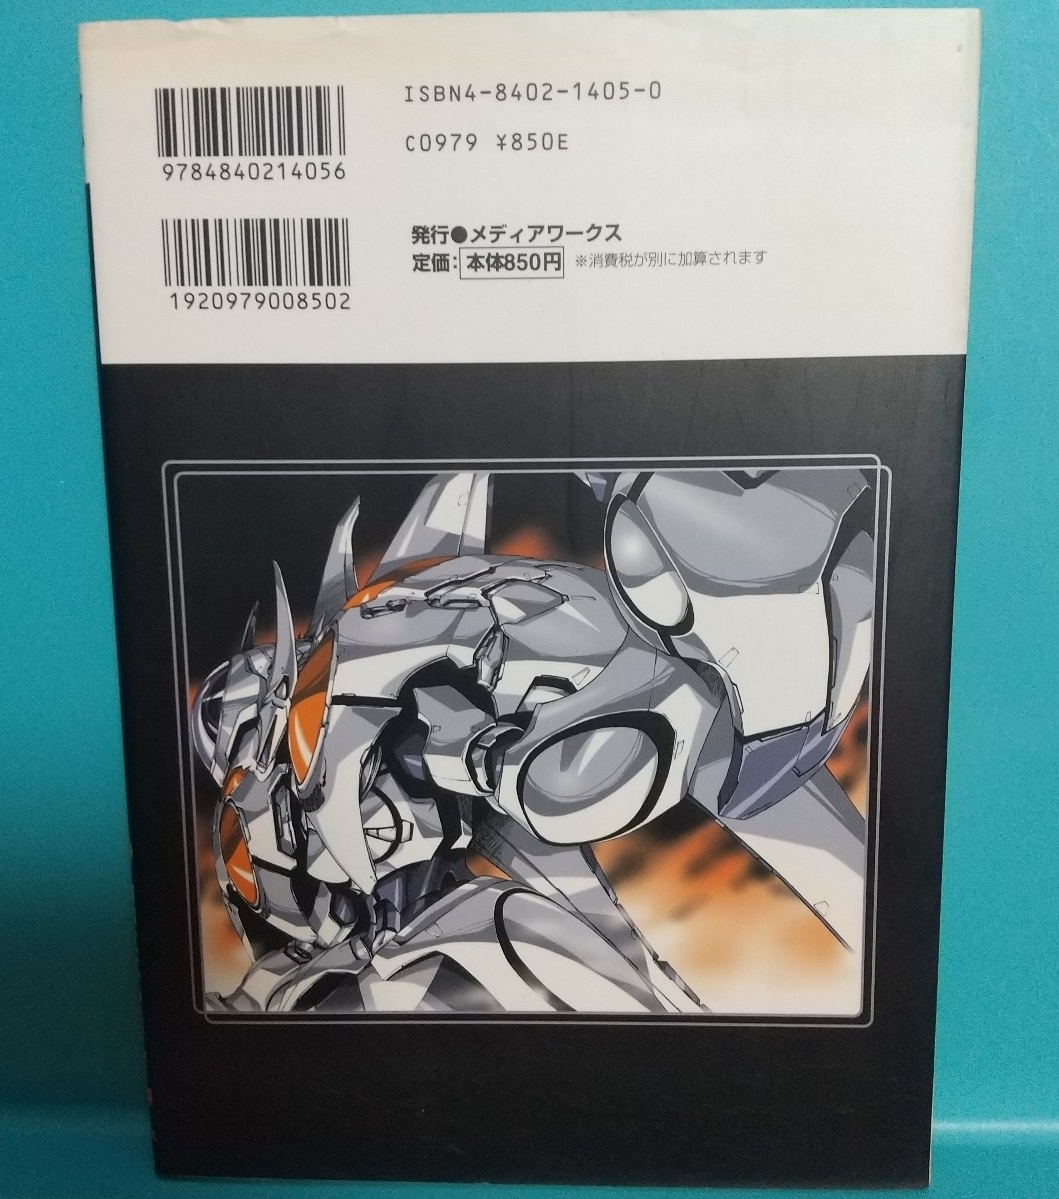 ISBN4-8402-1405-0
C0979 ¥850E
9784840214056
発行●メディアワークス
定価：本体850円 ※消費税が別に加算されます
1920979008502